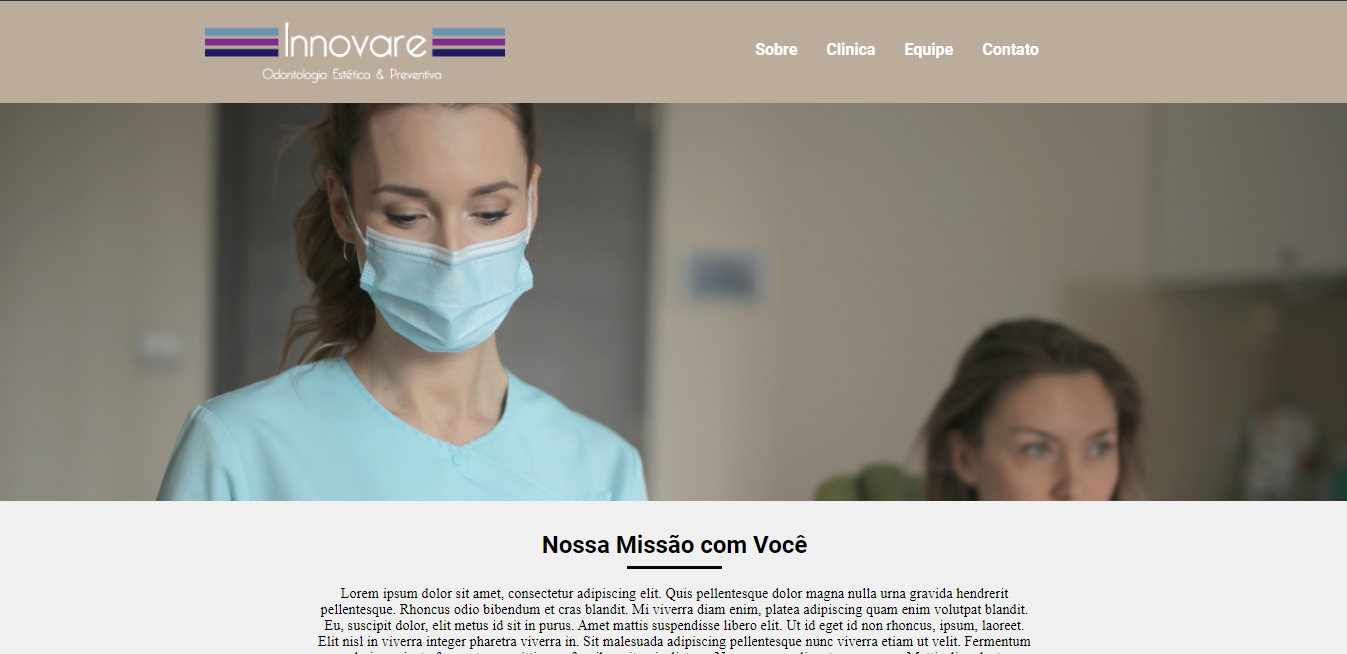 Innovare
Odontologia Estética & Preventiva
Sobre Clinica Equipe Contato
Nossa Missão com Você
Lorem ipsum dolor sit amet, consectetur adipiscing elit. Quis pellentesque dolor magna nulla urna gravida hendrerit
pellentesque. Rhoncus odio bibendum et cras blandit. Mi viverra diam enim, platea adipiscing quam enim volutpat blandit.
Eu, suscipit dolor, elit metus id sit in purus. Amet mattis suspendisse libero elit. Ut id eget id non rhoncus, ipsum, laoreet.
Elit nisl in viverra integer pharetra viverra in. Sit malesuada adipiscing pellentesque nunc viverra etiam ut velit. Fermentum